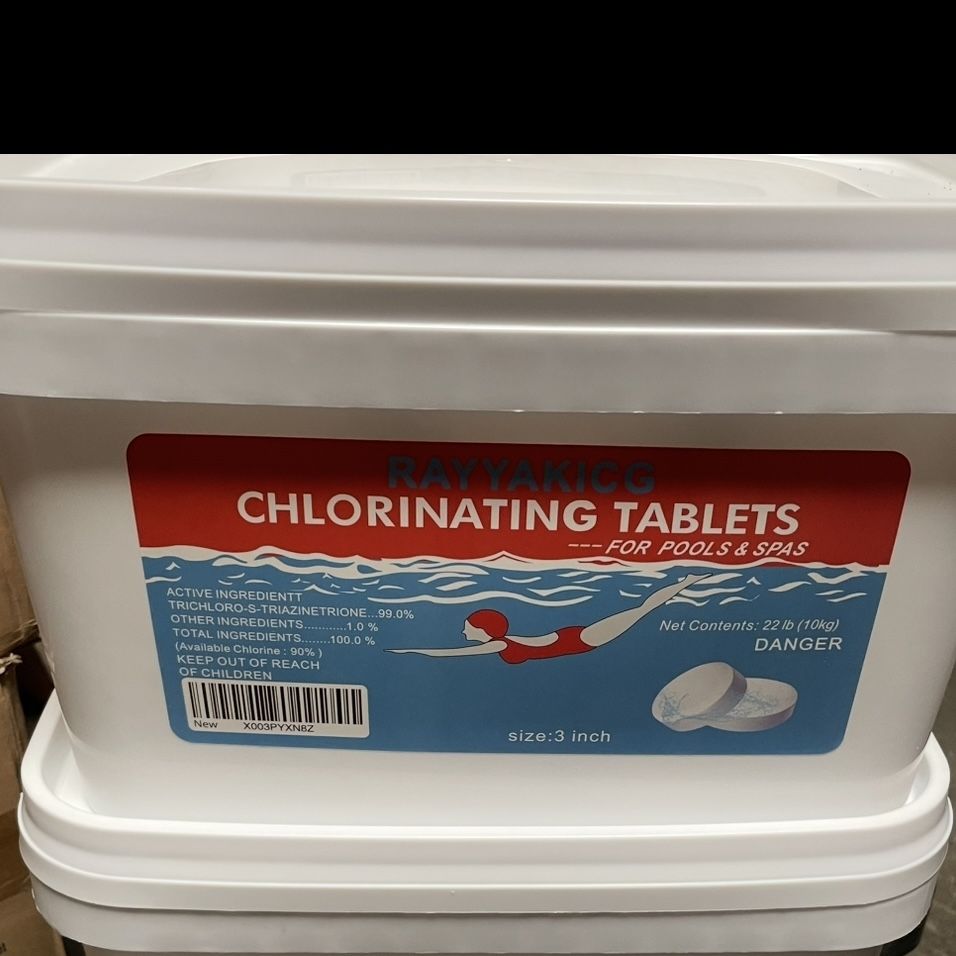 RAYYAKICG
CHLORINATING TABLETS
---FOR POOLS & SPAS
ACTIVE INGREDIENTT
TRICHLORO-S-TRIAZINETRIONE...99.0%
OTHER INGREDIENTS............1.0 %
TOTAL INGREDIENTS.......100.0 %
(Available Chlorine : 90% )
KEEP OUT OF REACH
OF CHILDREN
New X003PYXN8Z
Net Contents: 22 lb (10kg)
DANGER
size:3 inch